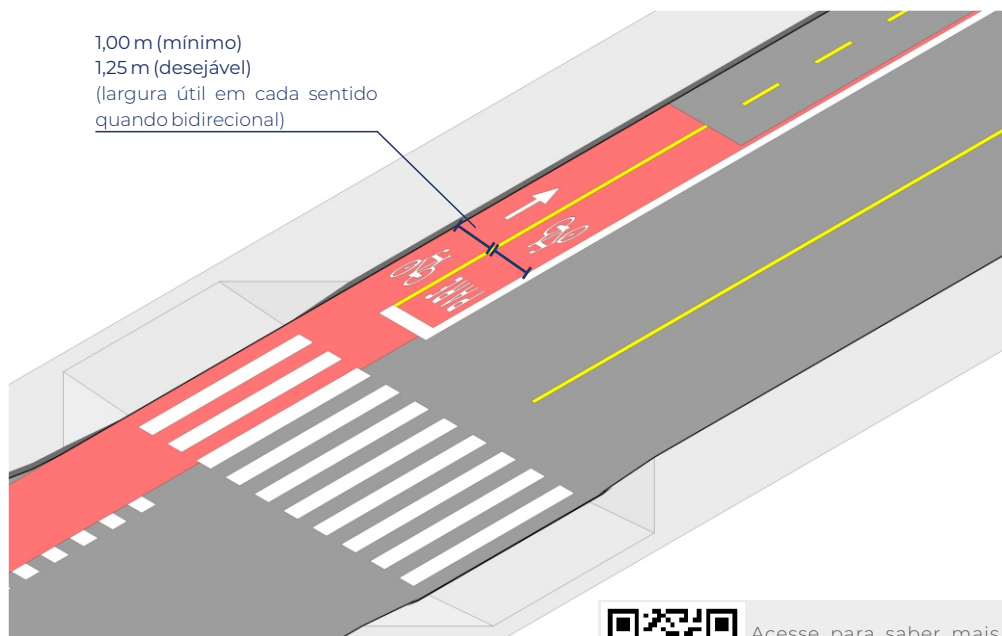 1,00 m (mínimo)
1,25 m (desejável)
(largura útil em cada sentido
quando bidirecional)
PARE
Acesse para saber mais